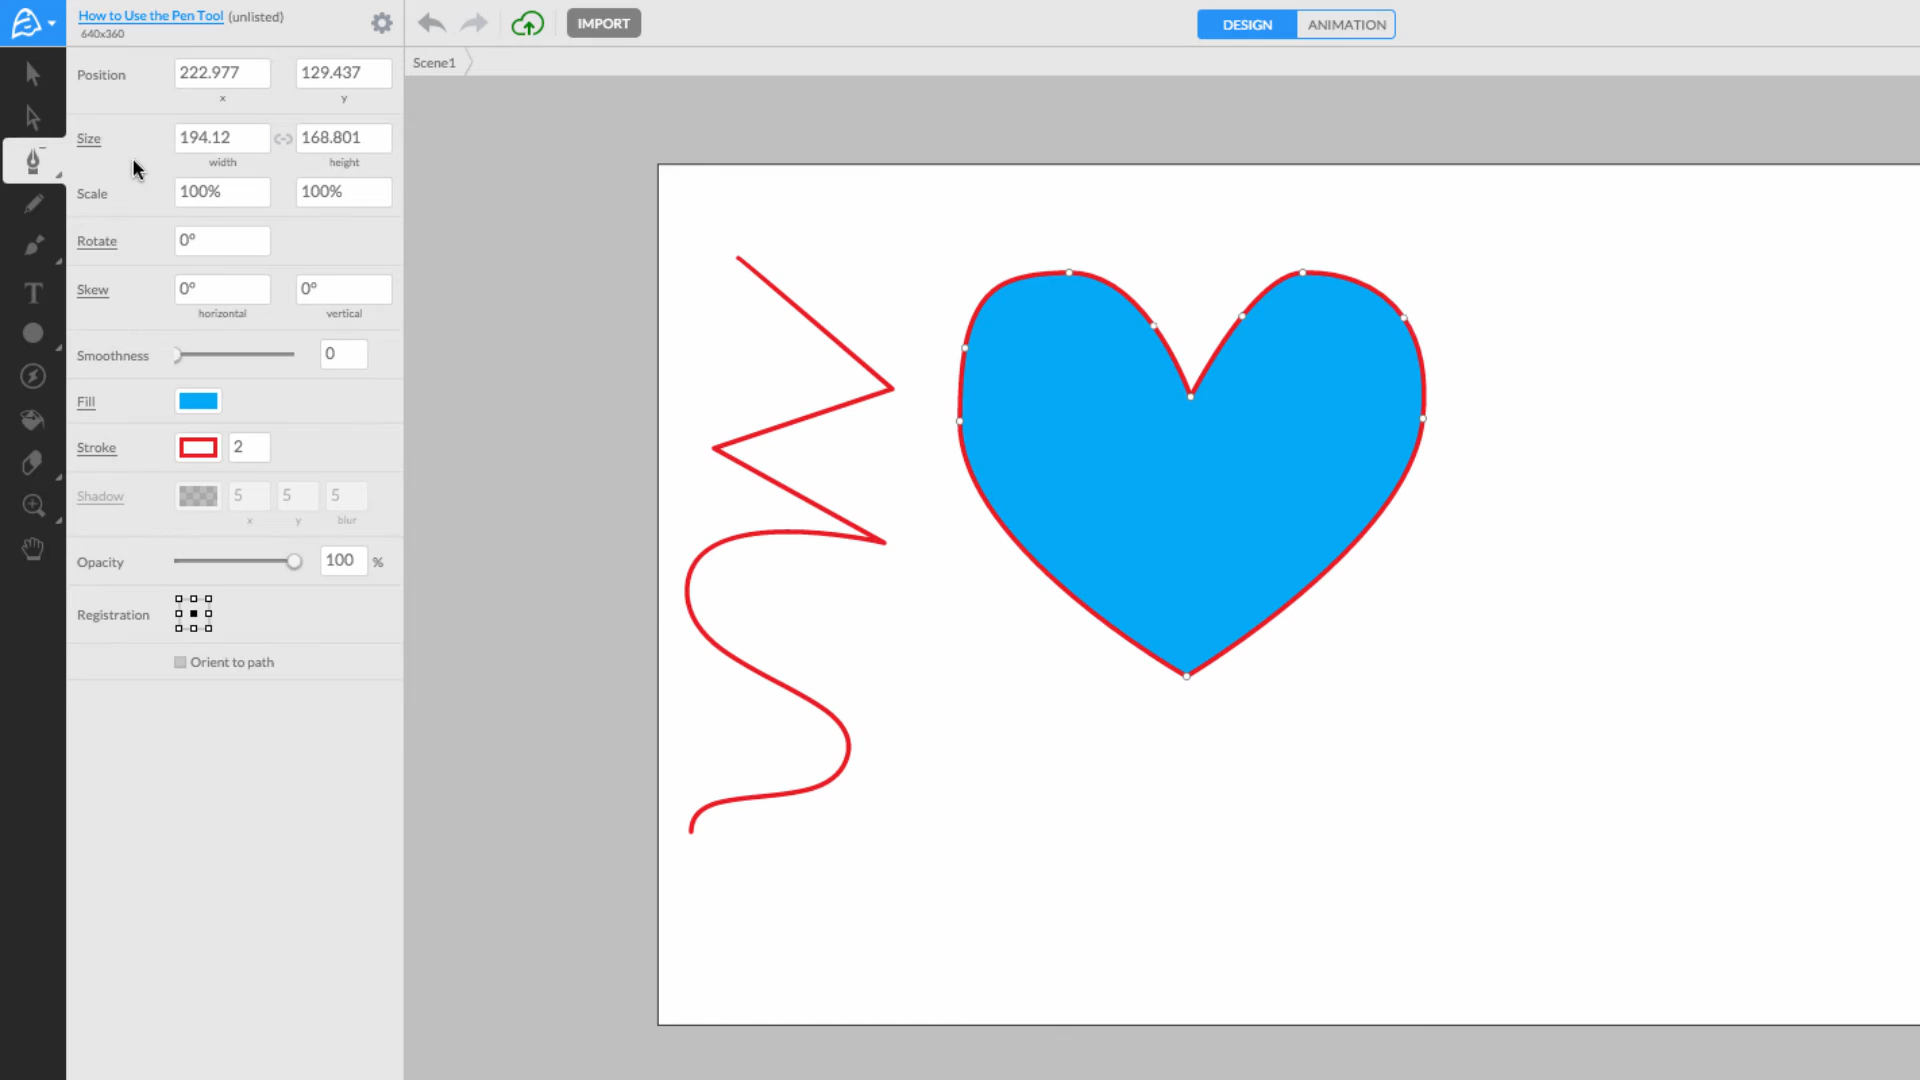 How to Use the Pen Tool (unlisted)
640x360
IMPORT
DESIGN
ANIMATION
Scene1
Position
222.977
129.437
x
y
Size
194.12
168.801
width
height
Scale
100%
100%
Rotate
0°
Skew
0°
0°
horizontal
vertical
Smoothness
0
Fill
Stroke
2
Shadow
5
5
5
x
y
blur
Opacity
100
%
Registration
Orient to path
T